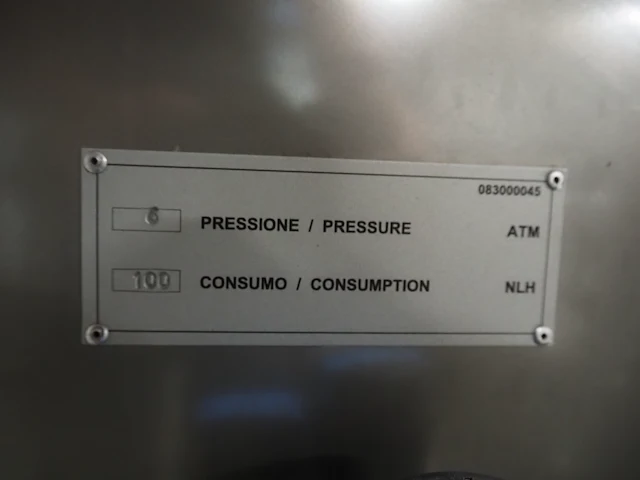 083000045
6 PRESSIONE / PRESSURE ATM
100 CONSUMO / CONSUMPTION NLH